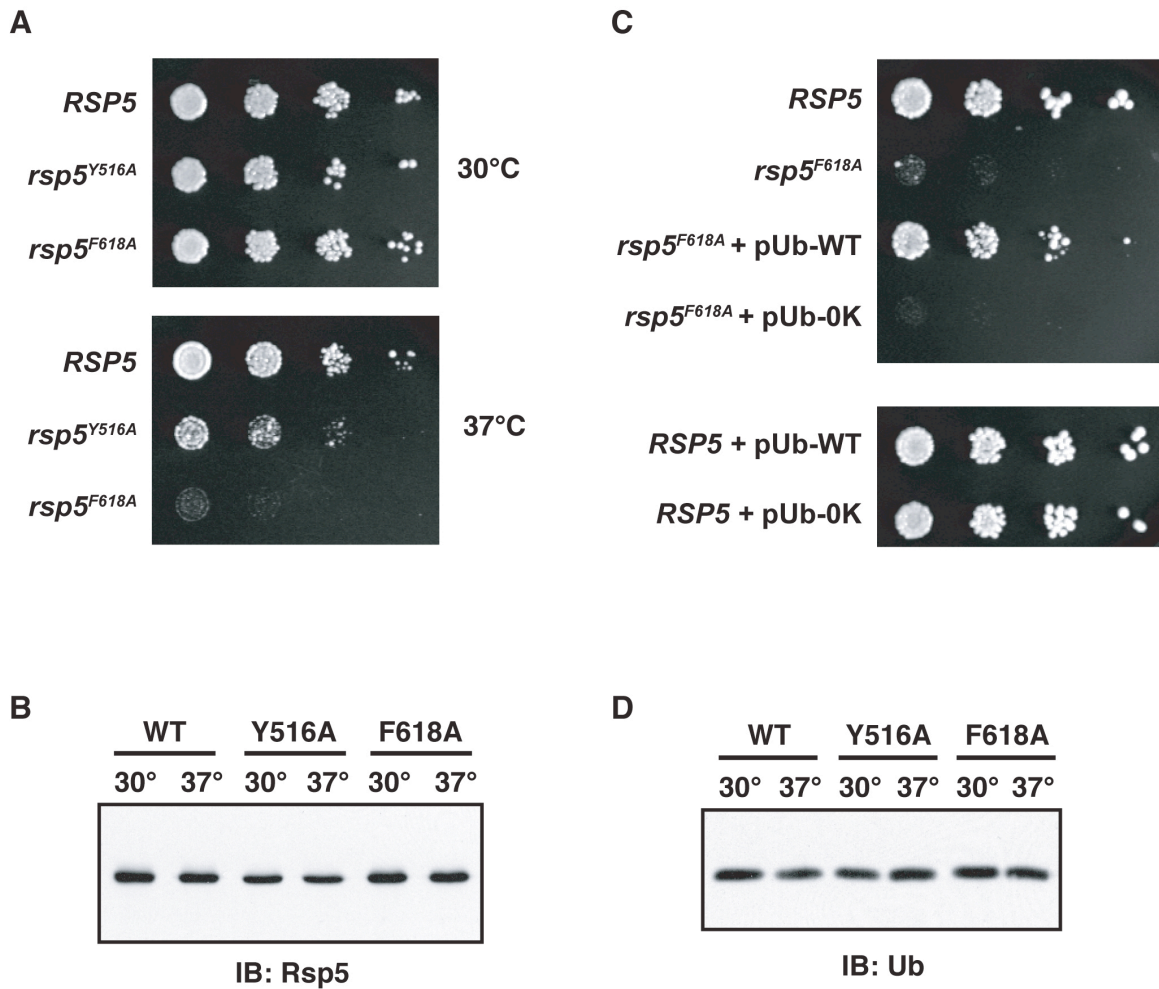 A
RSP5
rsp5Y516A
rsp5F618A
30°C
RSP5
rsp5Y516A
rsp5F618A
37°C
C
RSP5
rsp5F618A
rsp5F618A + pUb-WT
rsp5F618A + pUb-0K
RSP5 + pUb-WT
RSP5 + pUb-0K
B
WT Y516A F618A
30° 37° 30° 37° 30° 37°
IB: Rsp5
D
WT Y516A F618A
30° 37° 30° 37° 30° 37°
IB: Ub